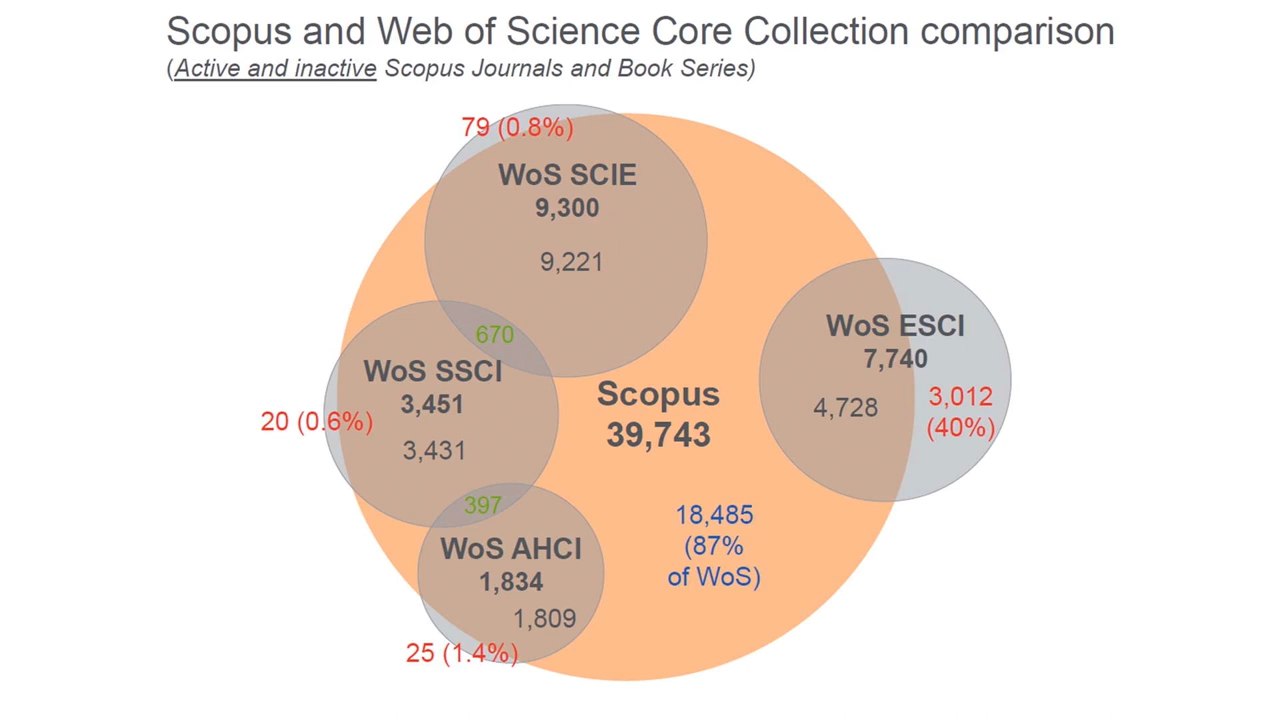 Scopus and Web of Science Core Collection comparison
(Active and inactive Scopus Journals and Book Series)
79 (0.8%)
WoS SCIE
9,300
9,221
670
WoS SSCI
3,451
3,431
20 (0.6%)
Scopus
39,743
WoS ESCI
7,740
4,728
3,012
(40%)
397
WoS AHCI
1,834
1,809
25 (1.4%)
18,485
(87%
of WoS)